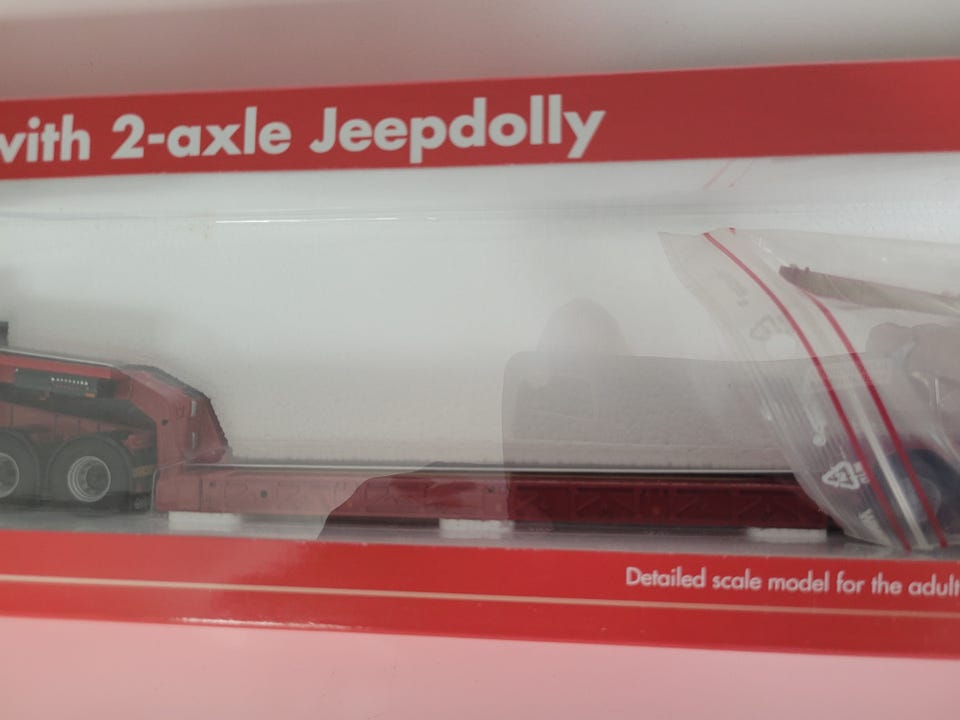 with 2-axle Jeepdolly
Detailed scale model for the adult